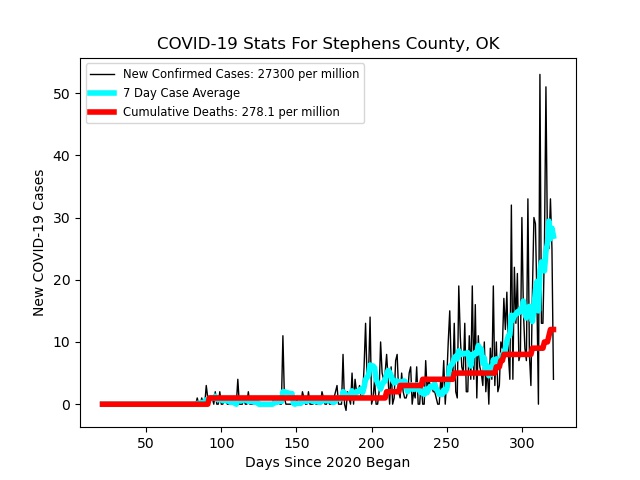 COVID-19 Stats For Stephens County, OK
New Confirmed Cases: 27300 per million
7 Day Case Average
Cumulative Deaths: 278.1 per million
New COVID-19 Cases
50
40
30
20
10
0
50 100 150 200 250 300
Days Since 2020 Began